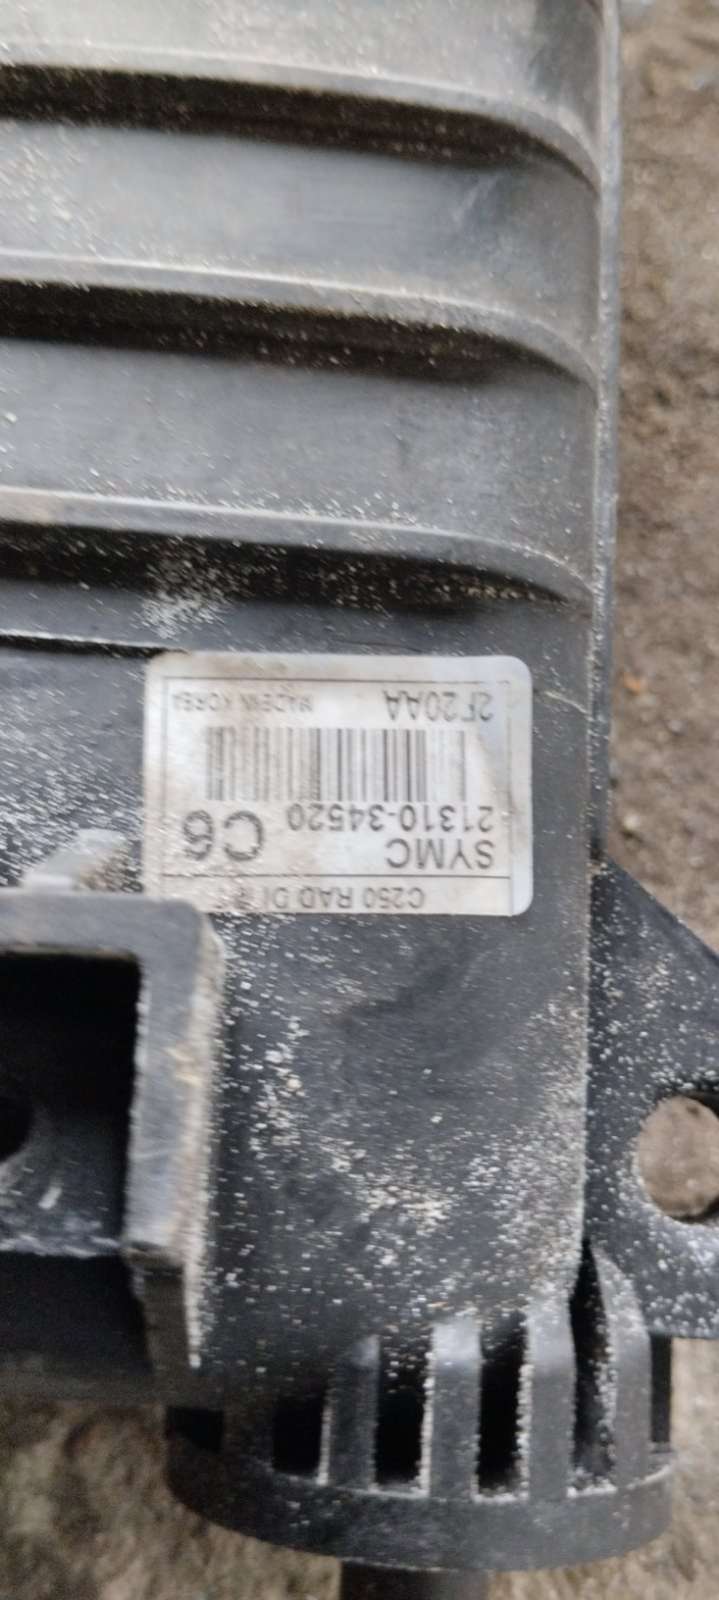 C250 RAD DI
SYMC
21310-34520
C6
2F20AA
MADE IN KOREA